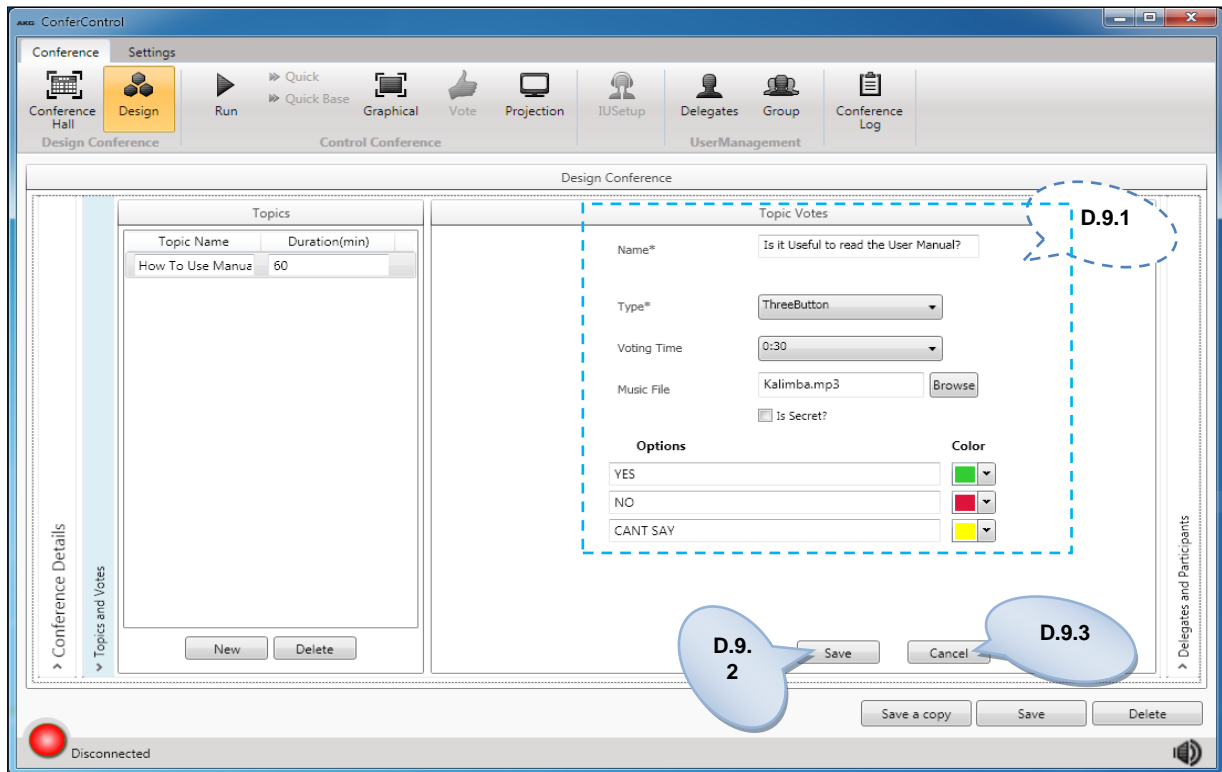 AKG ConferControl
Conference Settings
Conference
Hall
Design
Run
Quick
Quick Base
Graphical
Vote
Projection
IUSetup
Delegates
Group
Conference
Log
Design Conference
Control Conference
UserManagement
Design Conference
Conference Details
Topics and Votes
Topics
Topic Name Duration(min)
How To Use Manua 60
New Delete
Topic Votes
D.9.1
Name* Is it Useful to read the User Manual?
Type* ThreeButton
Voting Time 0:30
Music File Kalimba.mp3 Browse
Is Secret?
Options Color
YES
NO
CANT SAY
D.9.
2
Save Cancel
D.9.3
Delegates and Participants
Save a copy Save Delete
Disconnected